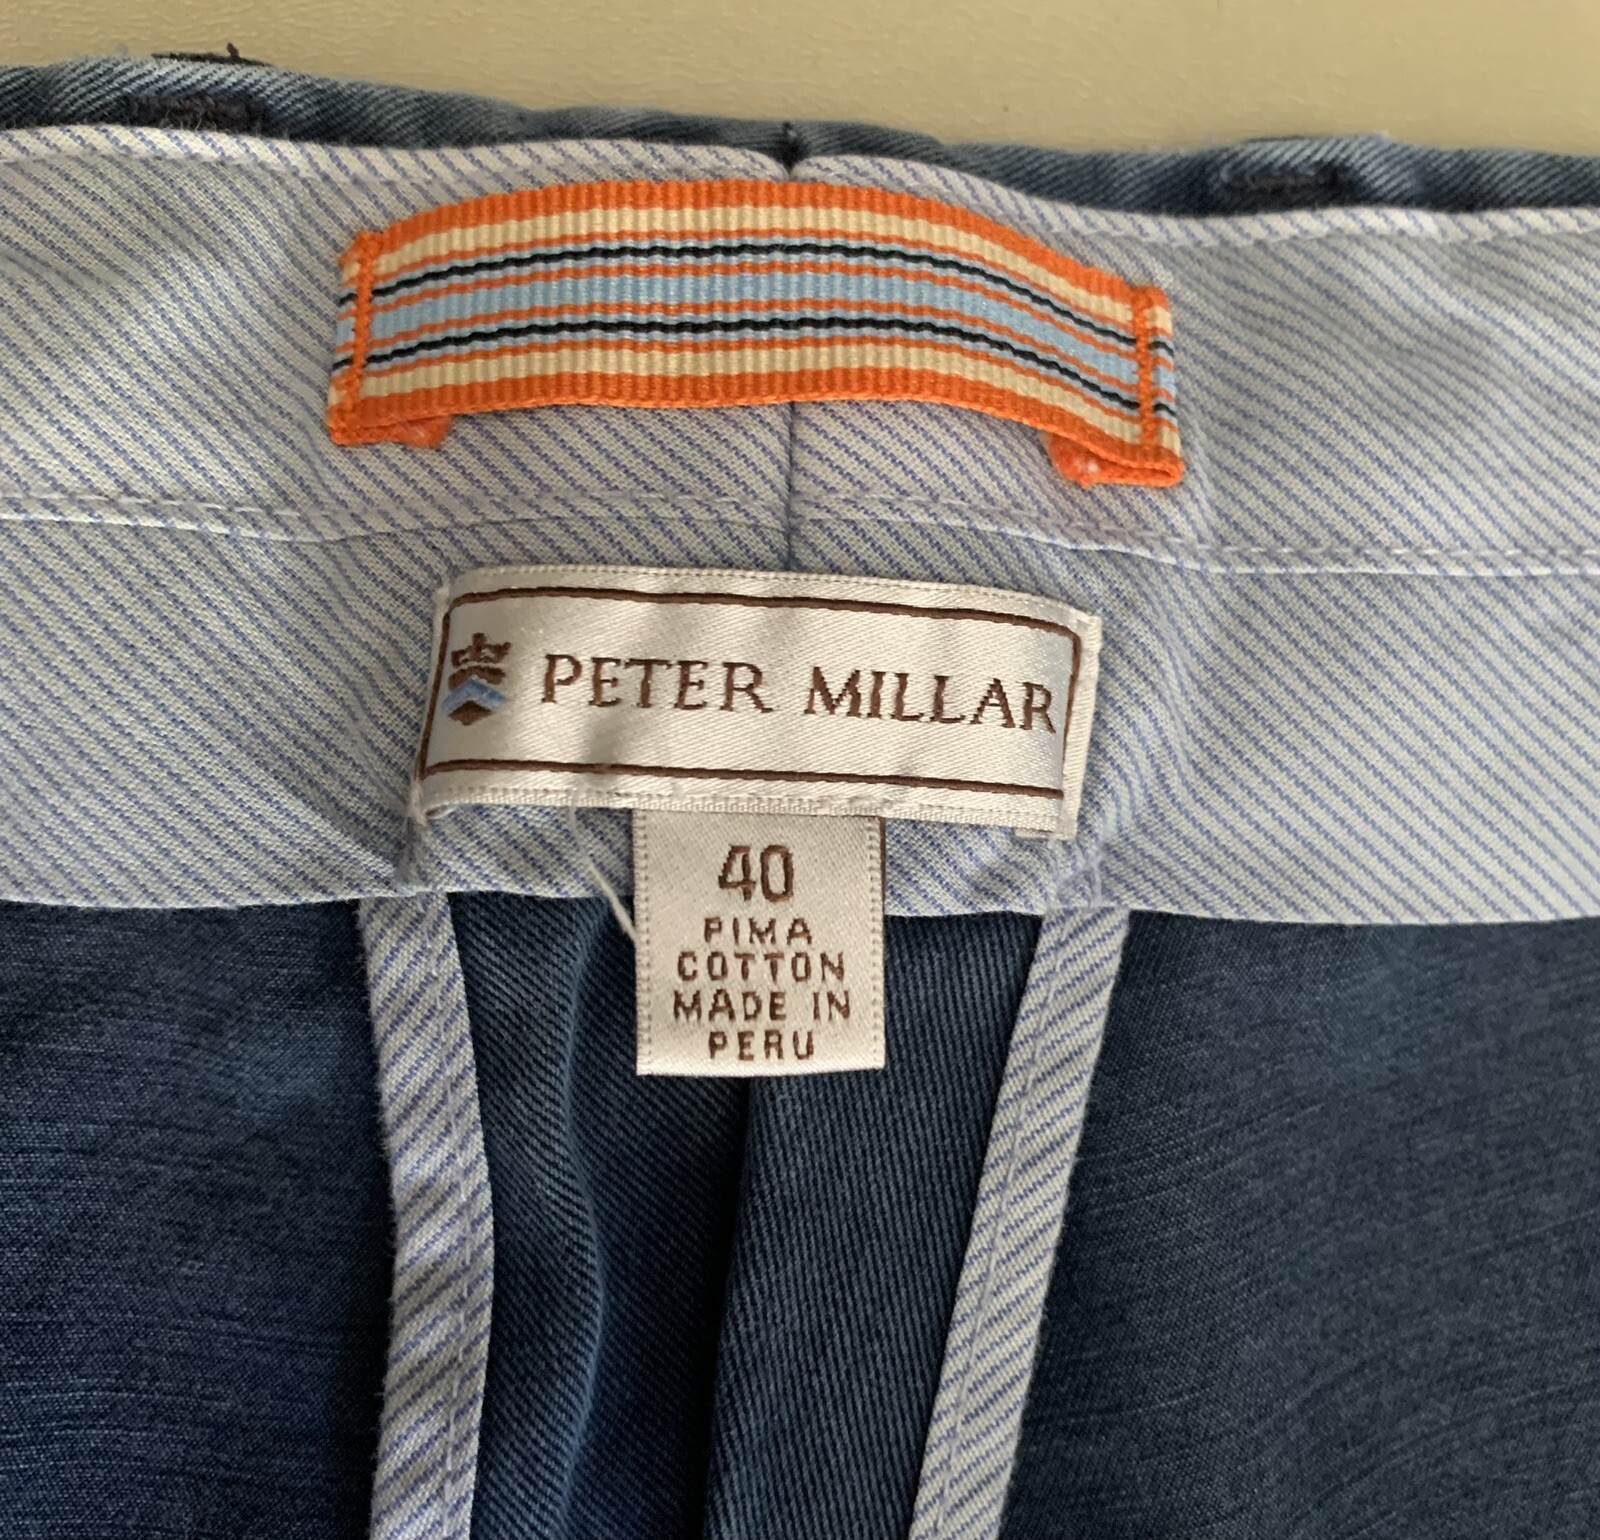 PETER MILLAR
40
PIMA
COTTON
MADE IN
PERU